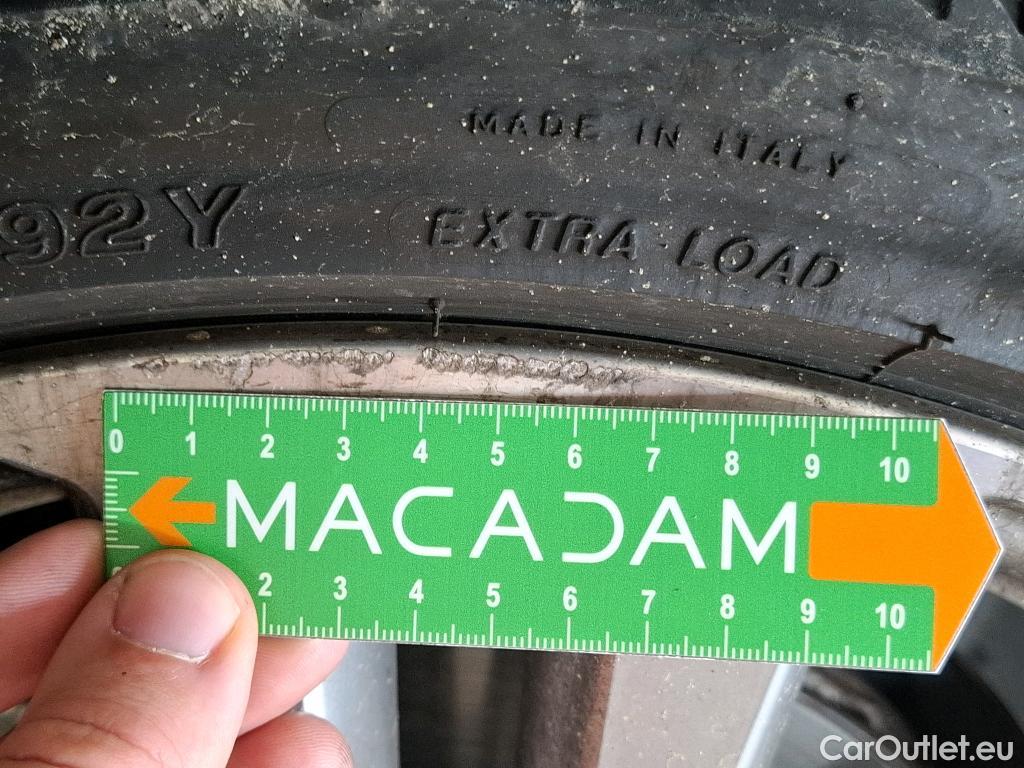 MADE IN ITALY
92Y EXTRA LOAD
0 1 2 3 4 5 6 7 8 9 10
MACADAM
2 3 4 5 6 7 8 9 10
CarOutlet.eu